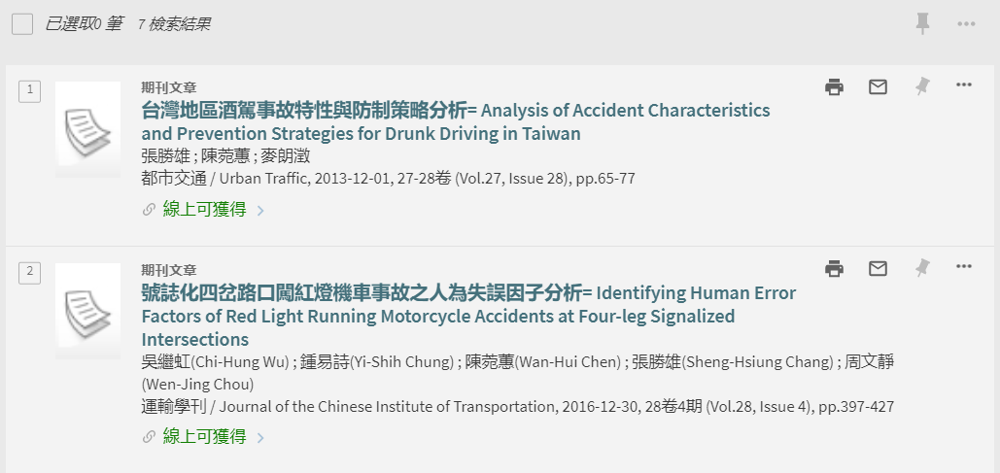 已選取0 筆 7 檢索結果
1
期刊文章
台灣地區酒駕事故特性與防制策略分析= Analysis of Accident Characteristics
and Prevention Strategies for Drunk Driving in Taiwan
張勝雄 ; 陳菀蕙 ; 麥朗澂
都市交通 / Urban Traffic, 2013-12-01, 27-28卷 (Vol.27, Issue 28), pp.65-77
線上可獲得
2
期刊文章
號誌化四岔路口闖紅燈機車事故之人為失誤因子分析= Identifying Human Error
Factors of Red Light Running Motorcycle Accidents at Four-leg Signalized
Intersections
吳繼虹(Chi-Hung Wu) ; 鍾易詩(Yi-Shih Chung) ; 陳菀蕙(Wan-Hui Chen) ; 張勝雄(Sheng-Hsiung Chang) ; 周文靜
(Wen-Jing Chou)
運輸學刊 / Journal of the Chinese Institute of Transportation, 2016-12-30, 28卷4期 (Vol.28, Issue 4), pp.397-427
線上可獲得